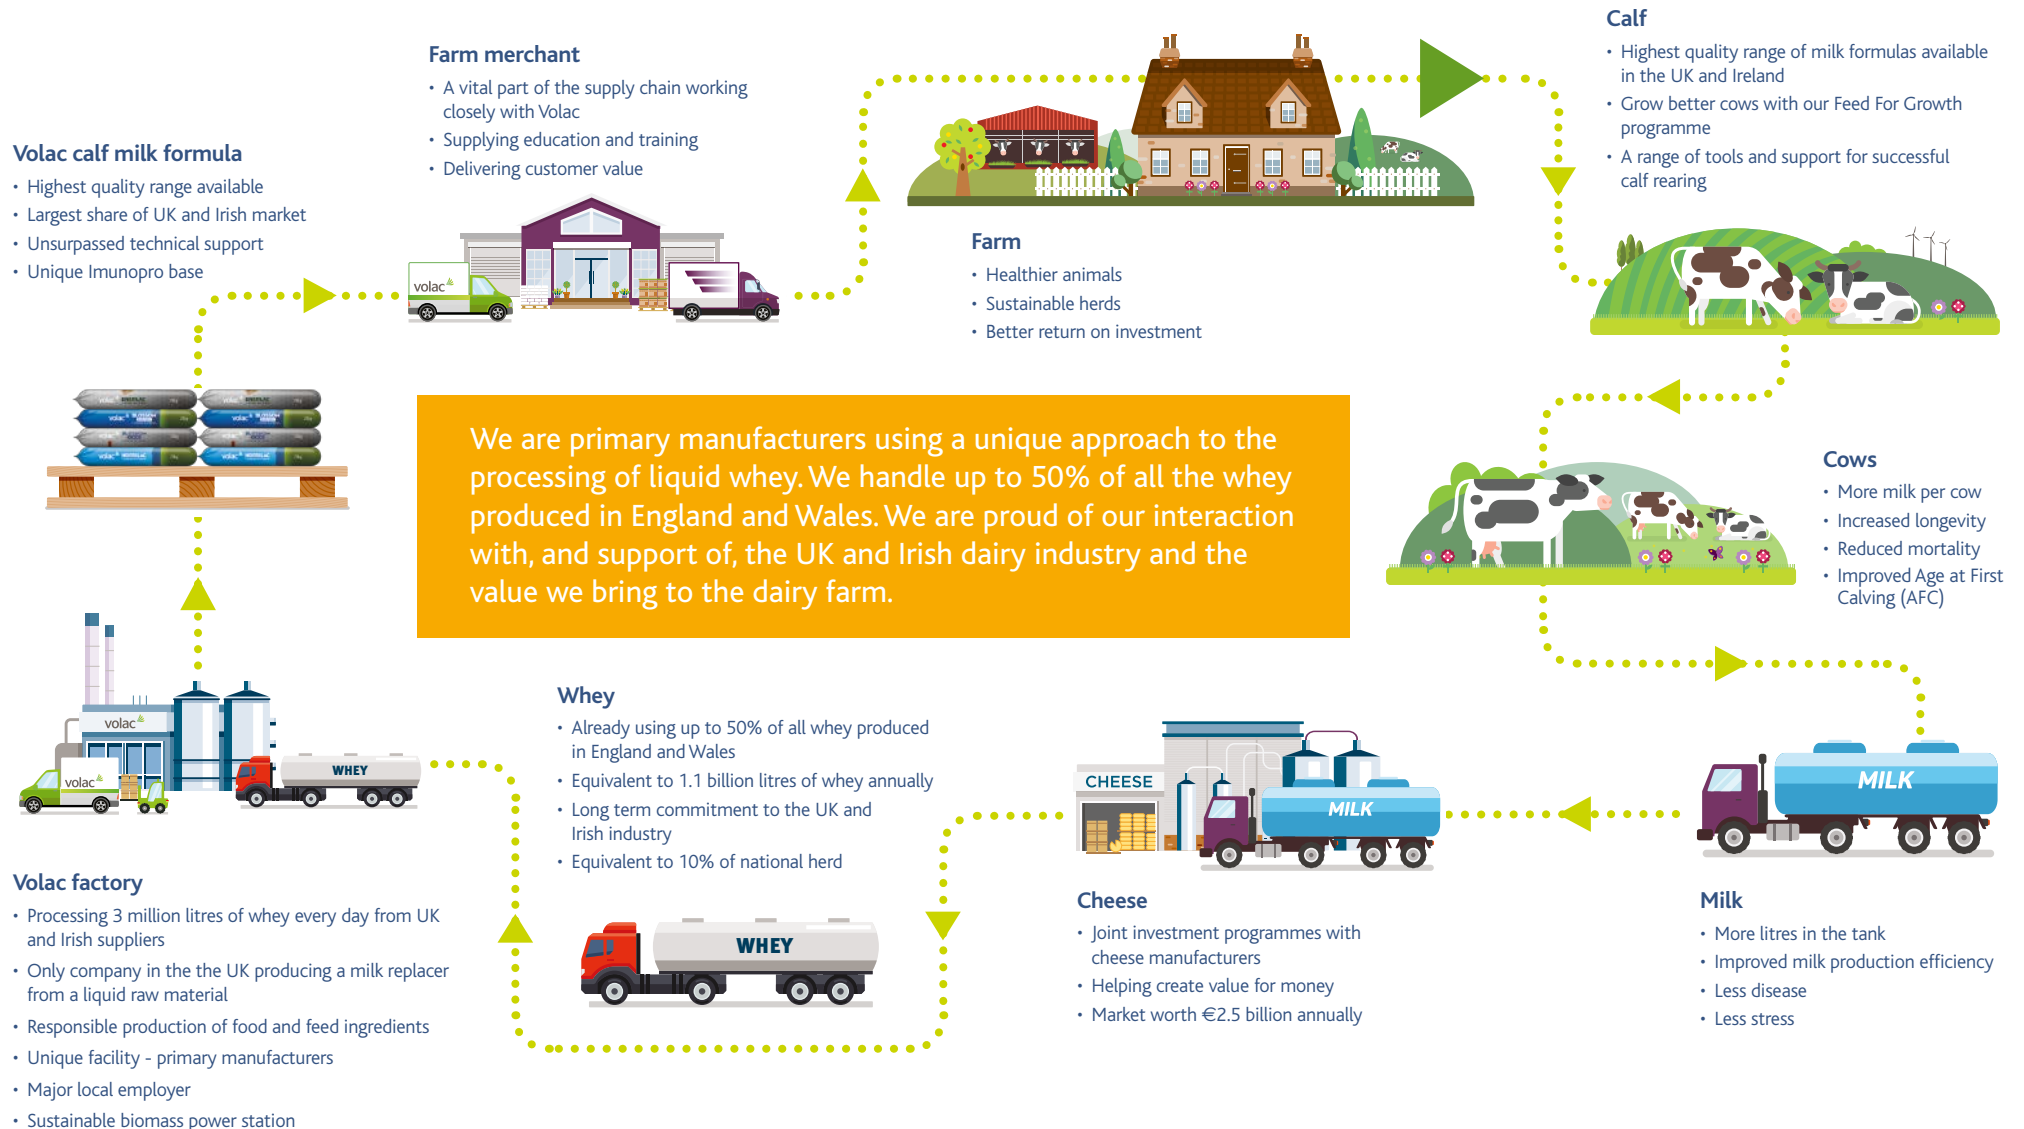 Calf
• Highest quality range of milk formulas available
in the UK and Ireland
• Grow better cows with our Feed For Growth
programme
• A range of tools and support for successful
calf rearing
Farm merchant
• A vital part of the supply chain working
closely with Volac
• Supplying education and training
• Delivering customer value
Volac calf milk formula
• Highest quality range available
• Largest share of UK and Irish market
• Unsurpassed technical support
• Unique Imunopro base
volac
Farm
• Healthier animals
• Sustainable herds
• Better return on investment
volac
volac
volac
volac
We are primary manufacturers using a unique approach to the
processing of liquid whey. We handle up to 50% of all the whey
produced in England and Wales. We are proud of our interaction
with, and support of, the UK and Irish dairy industry and the
value we bring to the dairy farm.
Cows
• More milk per cow
• Increased longevity
• Reduced mortality
• Improved Age at First
Calving (AFC)
volac
volac
WHEY
Whey
• Already using up to 50% of all whey produced
in England and Wales
• Equivalent to 1.1 billion litres of whey annually
• Long term commitment to the UK and
Irish industry
• Equivalent to 10% of national herd
WHEY
CHEESE
MILK
MILK
Volac factory
• Processing 3 million litres of whey every day from UK
and Irish suppliers
• Only company in the the UK producing a milk replacer
from a liquid raw material
• Responsible production of food and feed ingredients
• Unique facility - primary manufacturers
• Major local employer
• Sustainable biomass power station
Cheese
• Joint investment programmes with
cheese manufacturers
• Helping create value for money
• Market worth €2.5 billion annually
Milk
• More litres in the tank
• Improved milk production efficiency
• Less disease
• Less stress